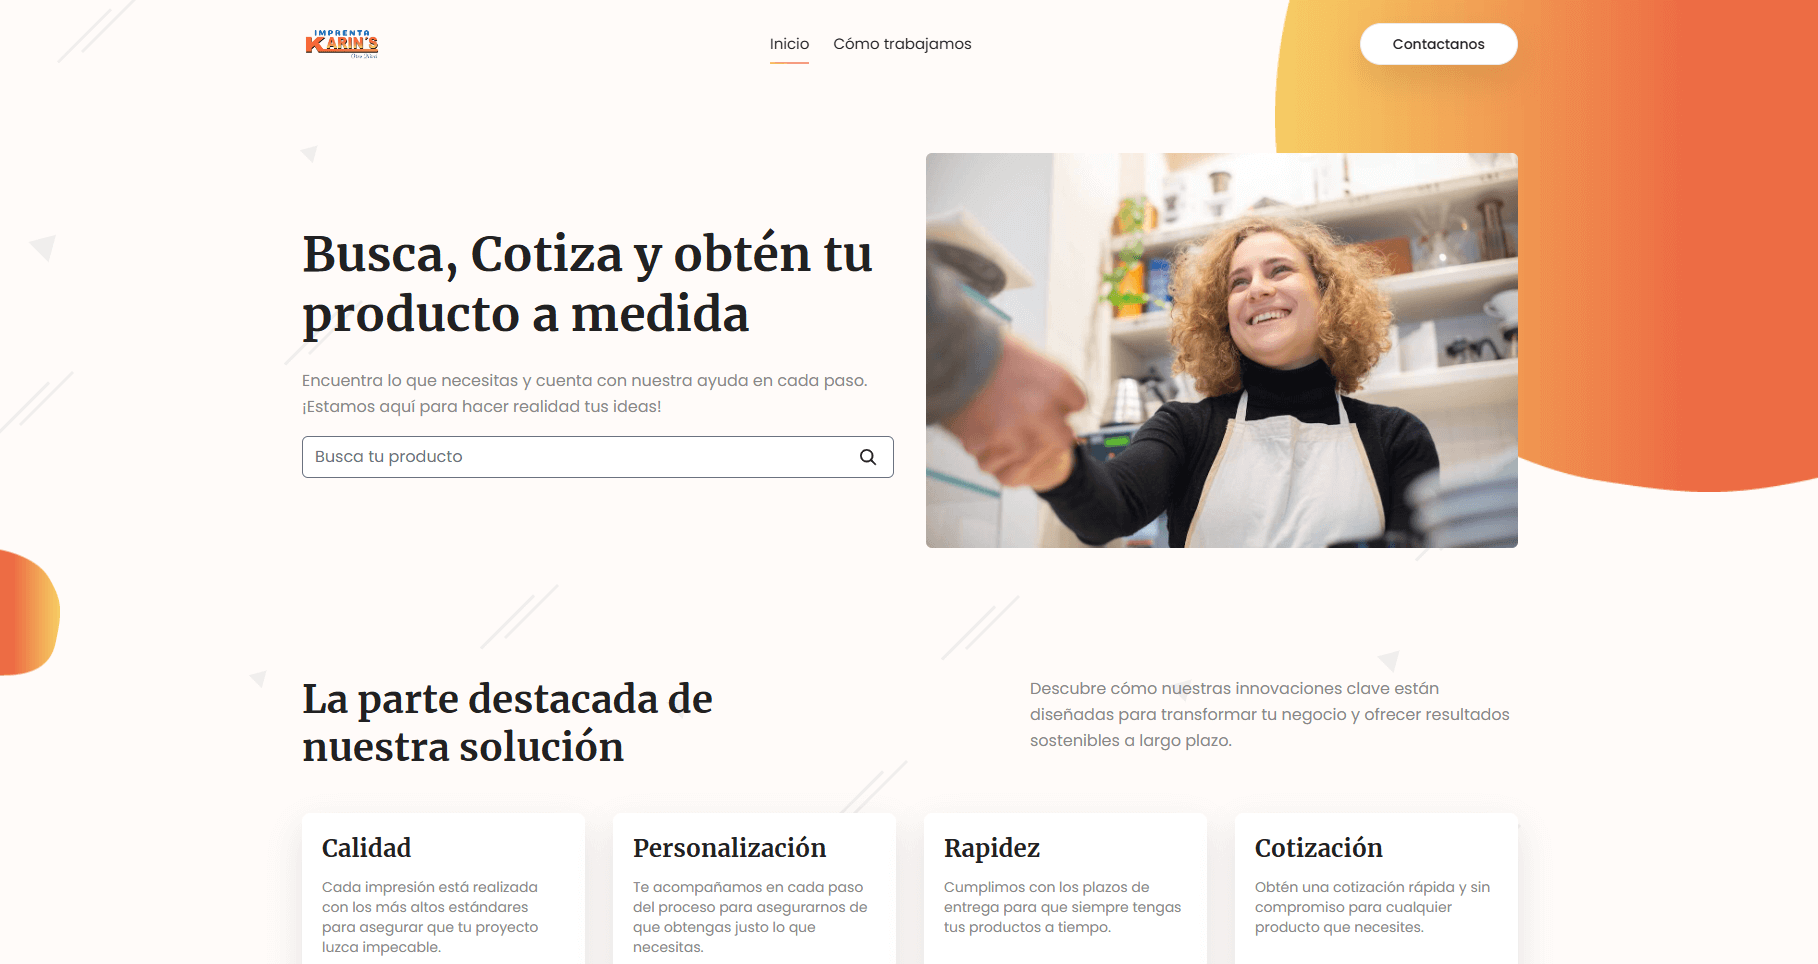 IMPRENTA
KARIN'S
Inicio
Cómo trabajamos
Contactanos
Busca, Cotiza y obtén tu
producto a medida
Encuentra lo que necesitas y cuenta con nuestra ayuda en cada paso.
¡Estamos aquí para hacer realidad tus ideas!
Busca tu producto
La parte destacada de
nuestra solución
Descubre cómo nuestras innovaciones clave están
diseñadas para transformar tu negocio y ofrecer resultados
sostenibles a largo plazo.
Calidad
Cada impresión está realizada
con los más altos estándares
para asegurar que tu proyecto
luzca impecable.
Personalización
Te acompañamos en cada paso
del proceso para asegurarnos de
que obtengas justo lo que
necesitas.
Rapidez
Cumplimos con los plazos de
entrega para que siempre tengas
tus productos a tiempo.
Cotización
Obtén una cotización rápida y sin
compromiso para cualquier
producto que necesites.